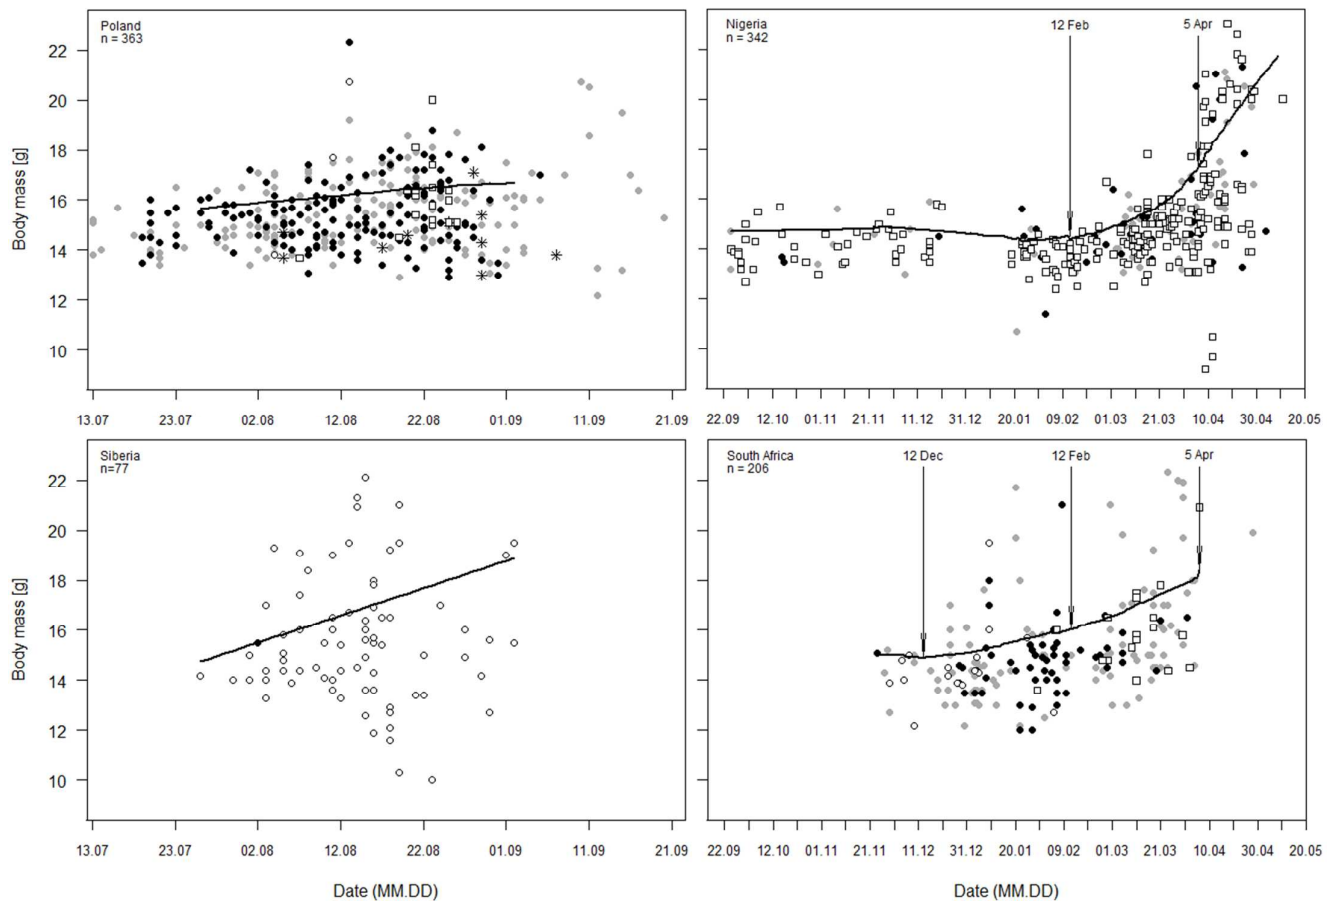 Poland
n = 363
22
20
18
16
14
12
10
Body mass [g]
13.07 23.07 02.08 12.08 22.08 01.09 11.09 21.09
Nigeria
n = 342
12 Feb
5 Apr
22.09 12.10 01.11 21.11 11.12 31.12 20.01 09.02 01.03 21.03 10.04 30.04 20.05
Siberia
n=77
22
20
18
16
14
12
10
Body mass [g]
13.07 23.07 02.08 12.08 22.08 01.09 11.09 21.09
Date (MM.DD)
South Africa
n = 206
12 Dec
12 Feb
5 Apr
22.09 12.10 01.11 21.11 11.12 31.12 20.01 09.02 01.03 21.03 10.04 30.04 20.05
Date (MM.DD)